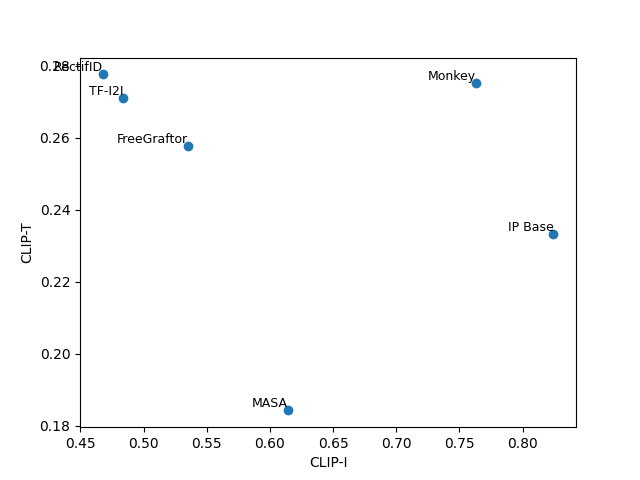 0.28
RectifID
Monkey
TF-I2I
FreeGraftor
0.26
0.24
IP Base
CLIP-T
0.22
0.20
MASA
0.18
0.45 0.50 0.55 0.60 0.65 0.70 0.75 0.80
CLIP-I